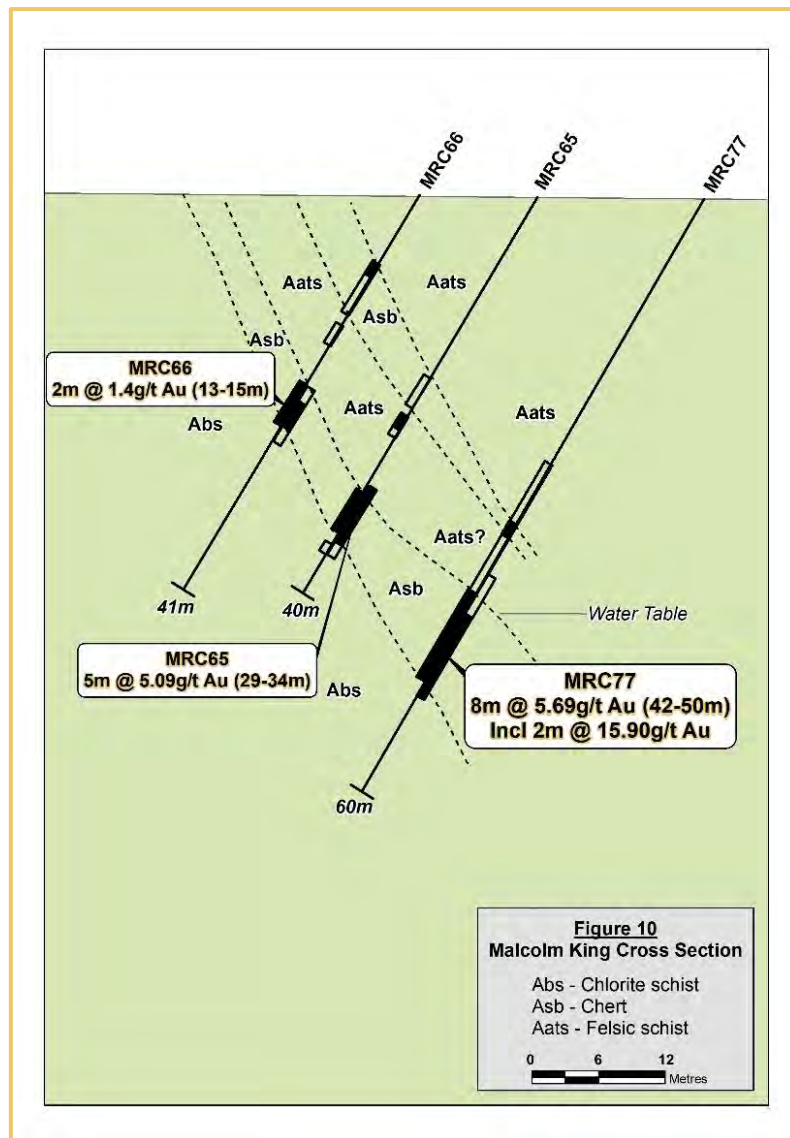 MRC66
MRC65
MRC77
Aats
Aats
Asb
Asb
MRC66
2m @ 1.4g/t Au (13-15m)
Abs
Aats
Aats
Aats?
Asb
41m
40m
Water Table
MRC65
5m @ 5.09g/t Au (29-34m)
Abs
MRC77
8m @ 5.69g/t Au (42-50m)
Incl 2m @ 15.90g/t Au
60m
Figure 10
Malcolm King Cross Section
Abs - Chlorite schist
Asb - Chert
Aats - Felsic schist
0 6 12
Metres